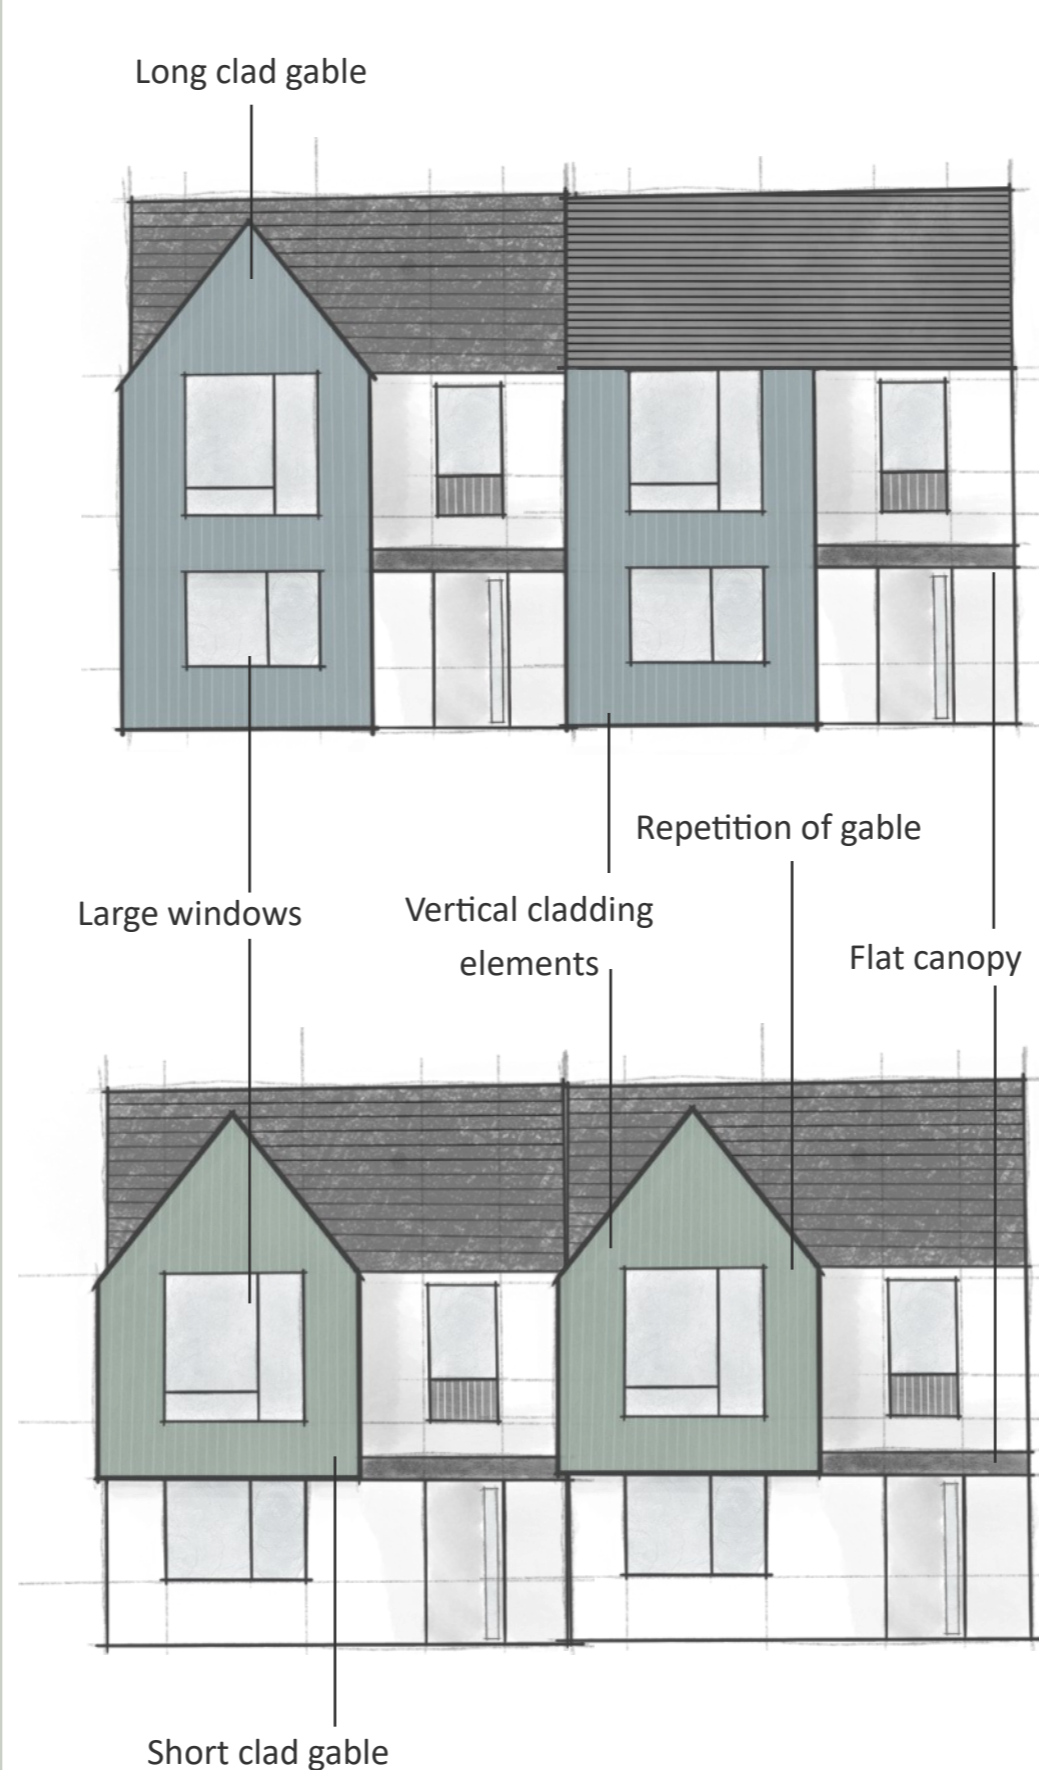 Long clad gable
Repetition of gable
Large windows
Vertical cladding
elements
Flat canopy
Short clad gable